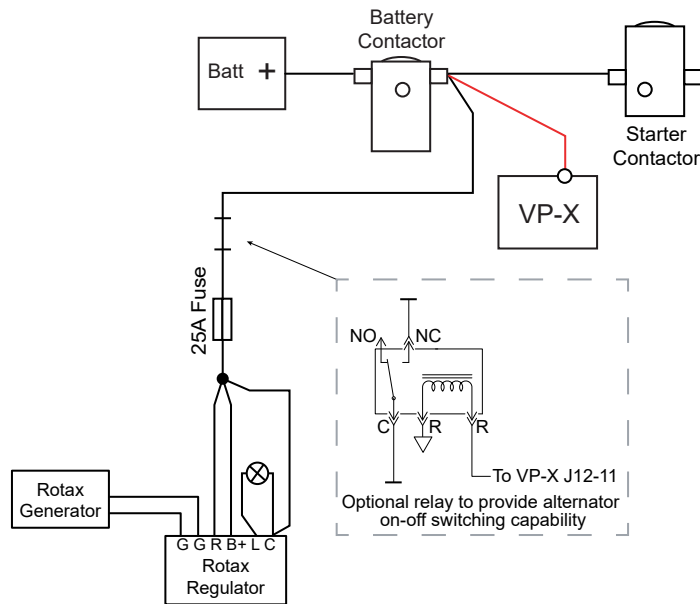 Battery
Contactor
Batt +
Starter
Contactor
VP-X
25A Fuse
NO
NC
C
R
R
To VP-X J12-11
Optional relay to provide alternator
on-off switching capability
Rotax
Generator
G G R B+ L C
Rotax
Regulator